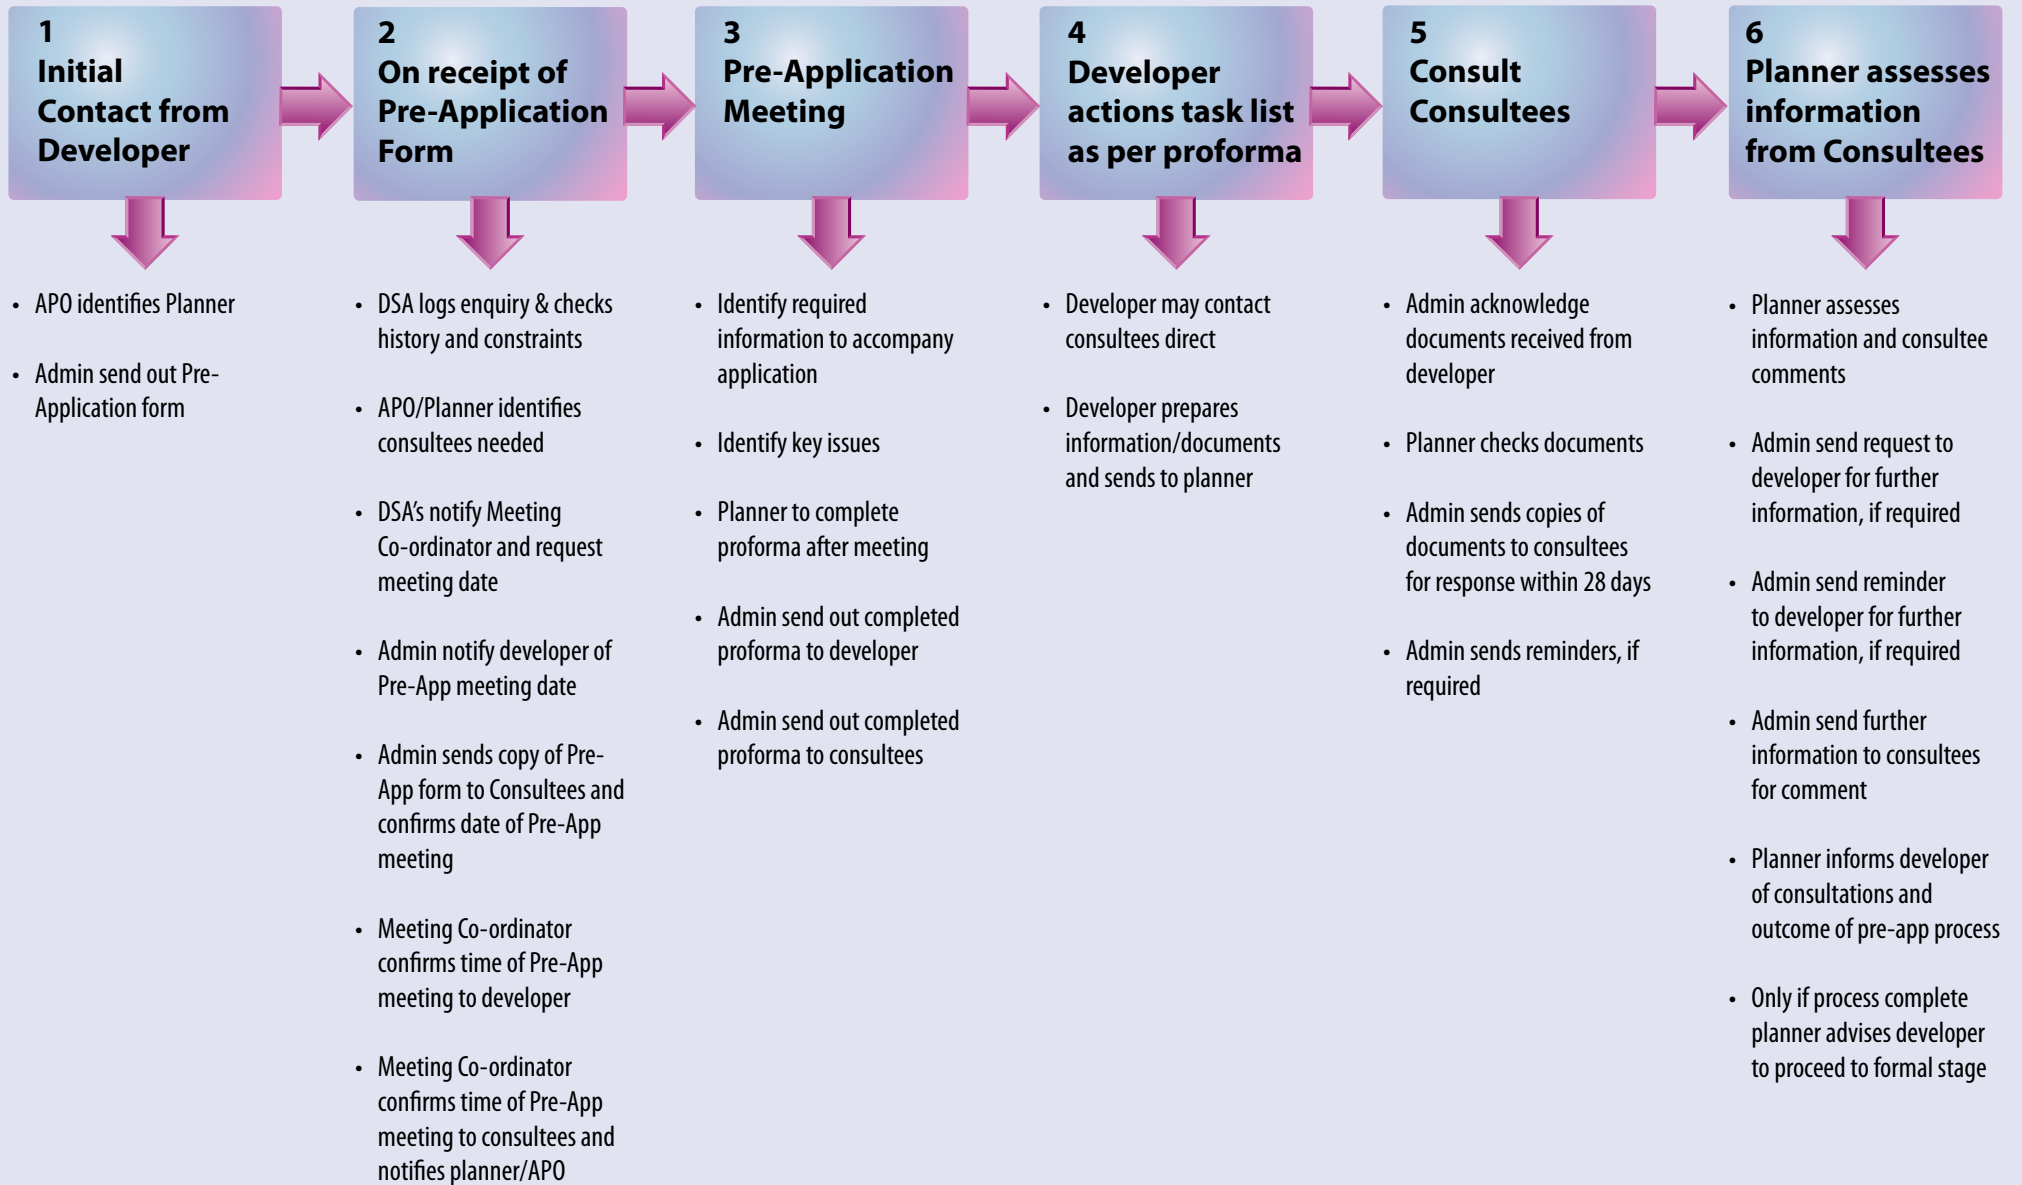 1
Initial
Contact from
Developer
• APO identifies Planner
• Admin send out Pre-
Application form
2
On receipt of
Pre-Application
Form
• DSA logs enquiry & checks
history and constraints
• APO/Planner identifies
consultees needed
• DSA's notify Meeting
Co-ordinator and request
meeting date
• Admin notify developer of
Pre-App meeting date
• Admin sends copy of Pre-
App form to Consultees and
confirms date of Pre-App
meeting
• Meeting Co-ordinator
confirms time of Pre-App
meeting to developer
• Meeting Co-ordinator
confirms time of Pre-App
meeting to consultees and
notifies planner/APO
3
Pre-Application
Meeting
• Identify required
information to accompany
application
• Identify key issues
• Planner to complete
proforma after meeting
• Admin send out completed
proforma to developer
• Admin send out completed
proforma to consultees
4
Developer
actions task list
as per proforma
• Developer may contact
consultees direct
• Developer prepares
information/documents
and sends to planner
5
Consult
Consultees
• Admin acknowledge
documents received from
developer
• Planner checks documents
• Admin sends copies of
documents to consultees
for response within 28 days
• Admin sends reminders, if
required
6
Planner assesses
information
from Consultees
• Planner assesses
information and consultee
comments
• Admin send request to
developer for further
information, if required
• Admin send reminder
to developer for further
information, if required
• Admin send further
information to consultees
for comment
• Planner informs developer
of consultations and
outcome of pre-app process
• Only if process complete
planner advises developer
to proceed to formal stage